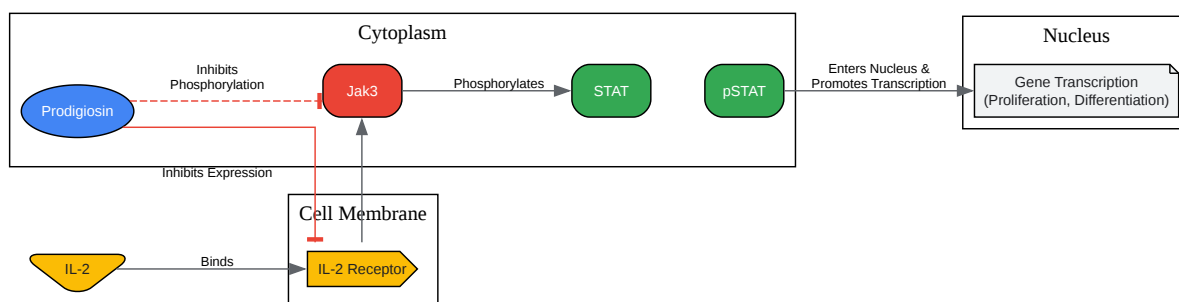 Cytoplasm
Nucleus
Inhibits
Phosphorylation
Prodigiosin
Jak3
Phosphorylates
STAT
pSTAT
Enters Nucleus &
Promotes Transcription
Gene Transcription
(Proliferation, Differentiation)
Inhibits Expression
Cell Membrane
IL-2
Binds
IL-2 Receptor